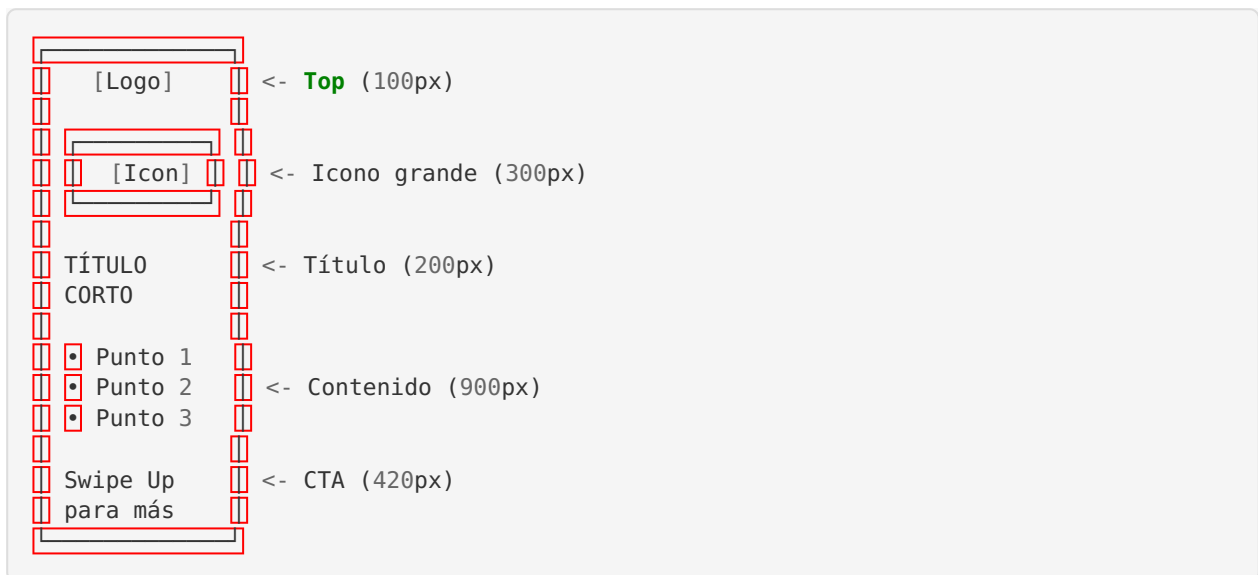 ┌─────────────────┐
│    [Logo]     │ <- Top (100px)
│                 │
│ ┌───────────┐ │
│ │  [Icon] │ │ <- Icono grande (300px)
│ └───────────┘ │
│                 │
│ TÍTULO        │ <- Título (200px)
│ CORTO         │
│                 │
│ • Punto 1    │
│ • Punto 2    │ <- Contenido (900px)
│ • Punto 3    │
│                 │
│ Swipe Up      │ <- CTA (420px)
│ para más      │
└─────────────────┘